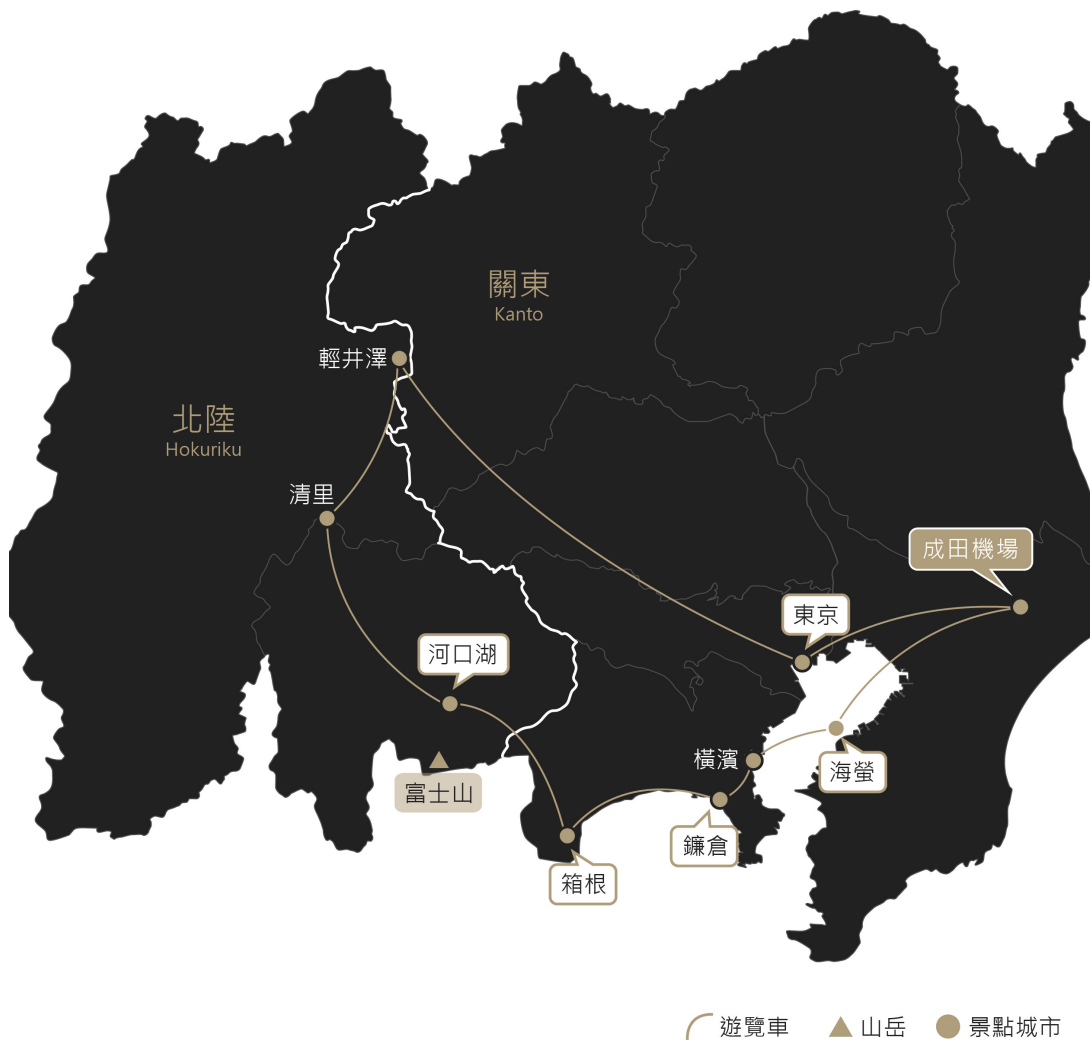 關東
Kanto
輕井澤
北陸
Hokuriku
清里
成田機場
東京
河口湖
橫濱
海螢
富士山
鐮倉
箱根
遊覽車
山岳
景點城市